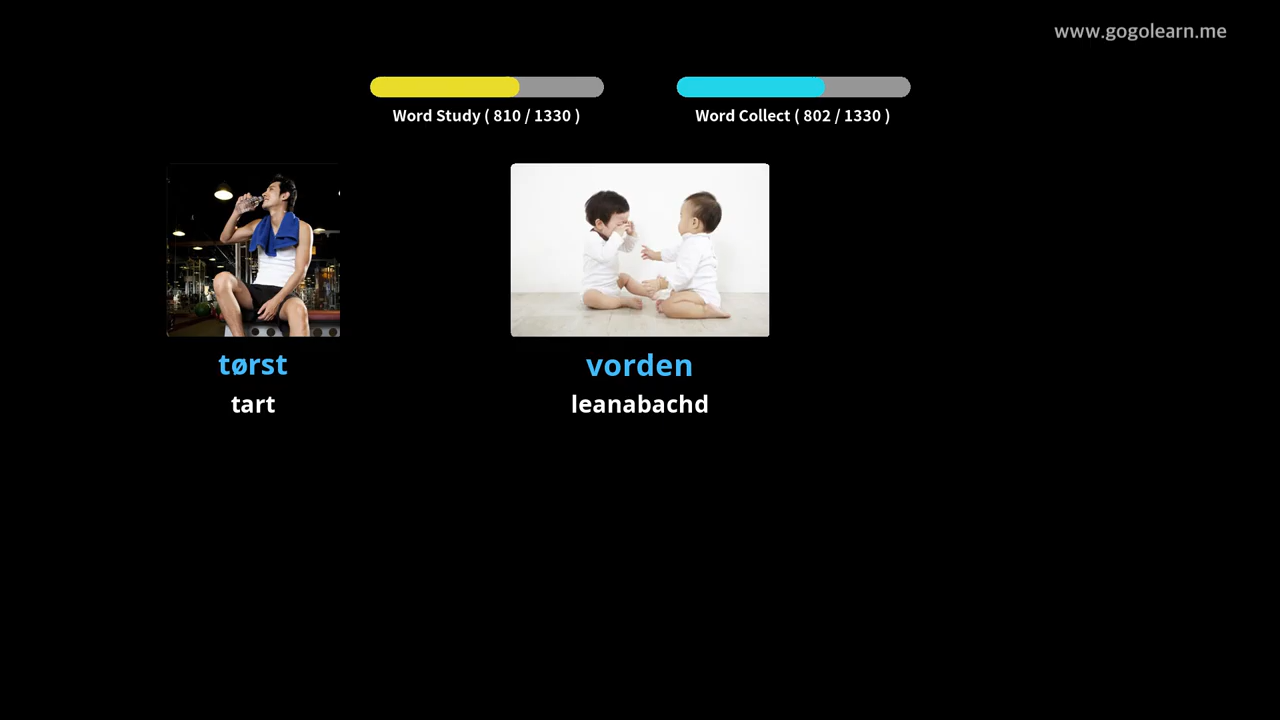 www.gogolearn.me
Word Study ( 810 / 1330 )
Word Collect ( 802 / 1330 )
tørst
tart
vorden
leanabachd